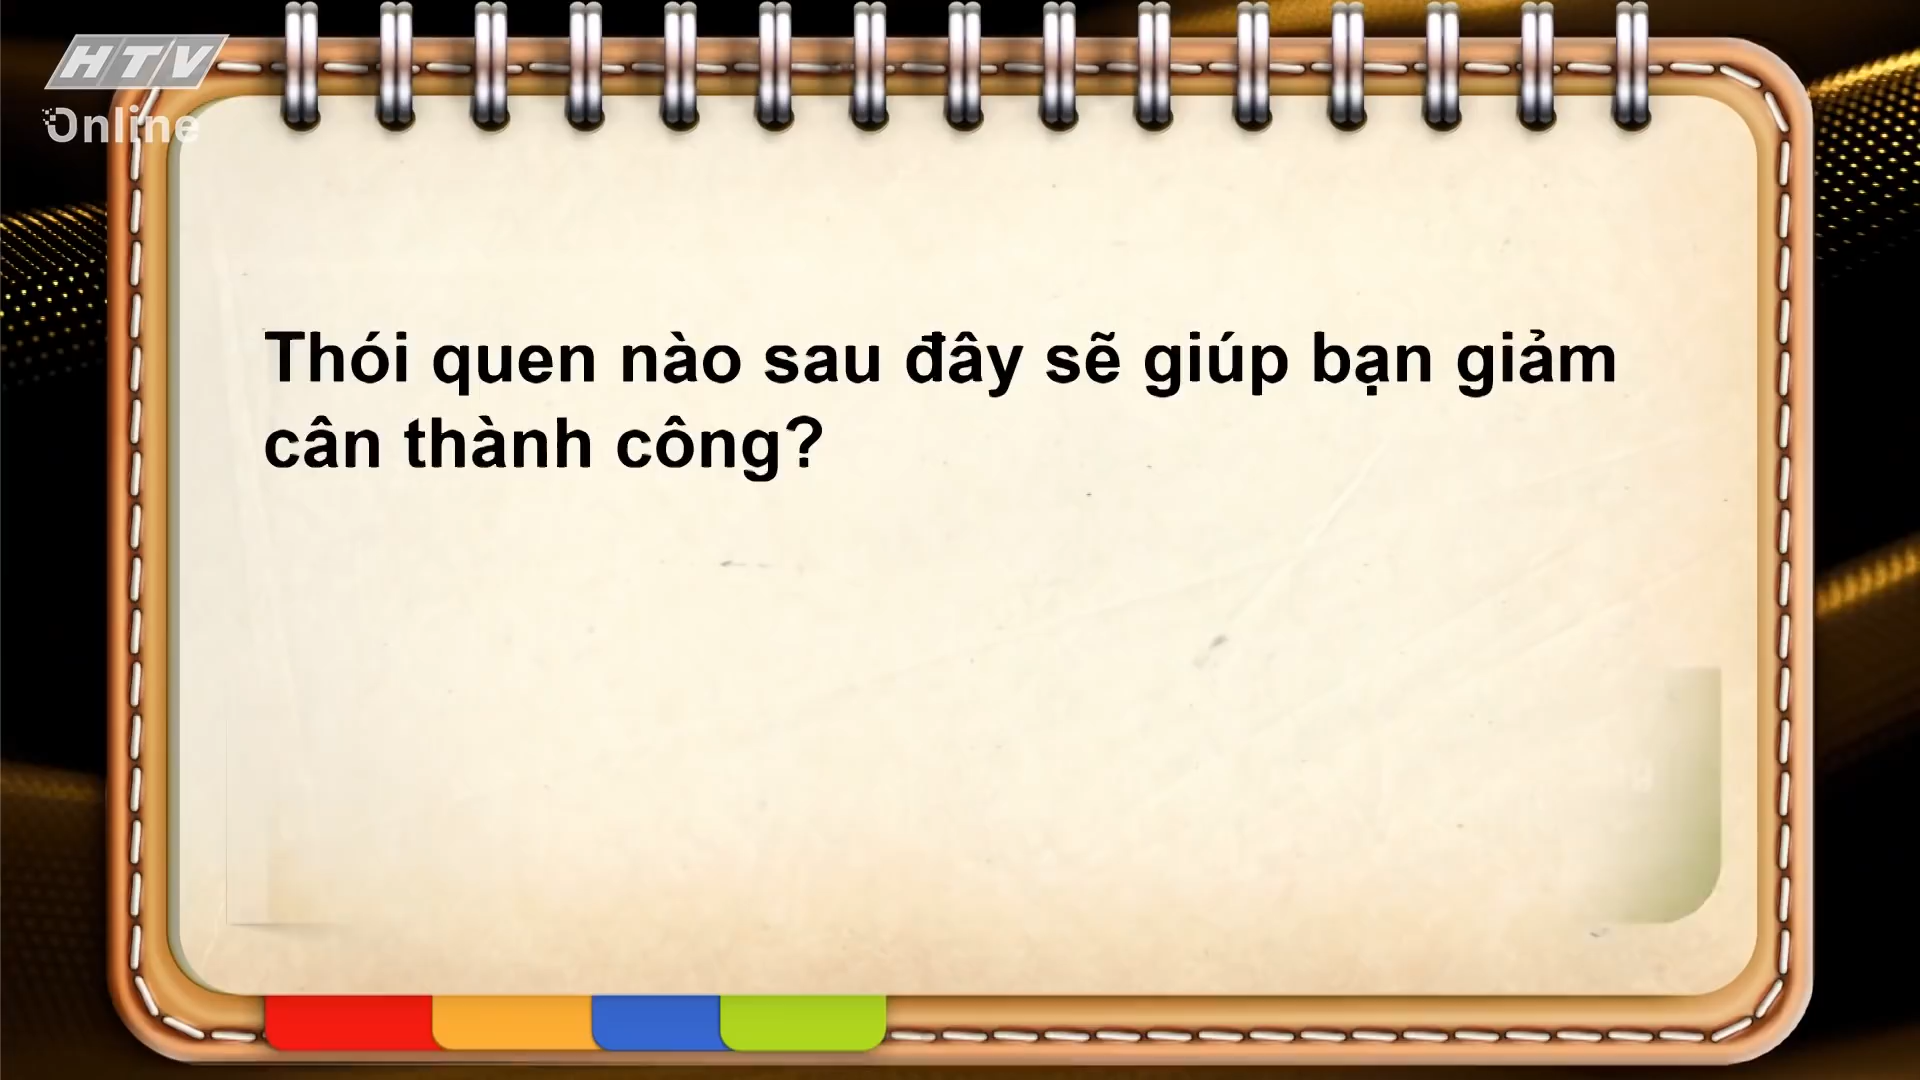 HTV
Online
Thói quen nào sau đây sẽ giúp bạn giảm
cân thành công?